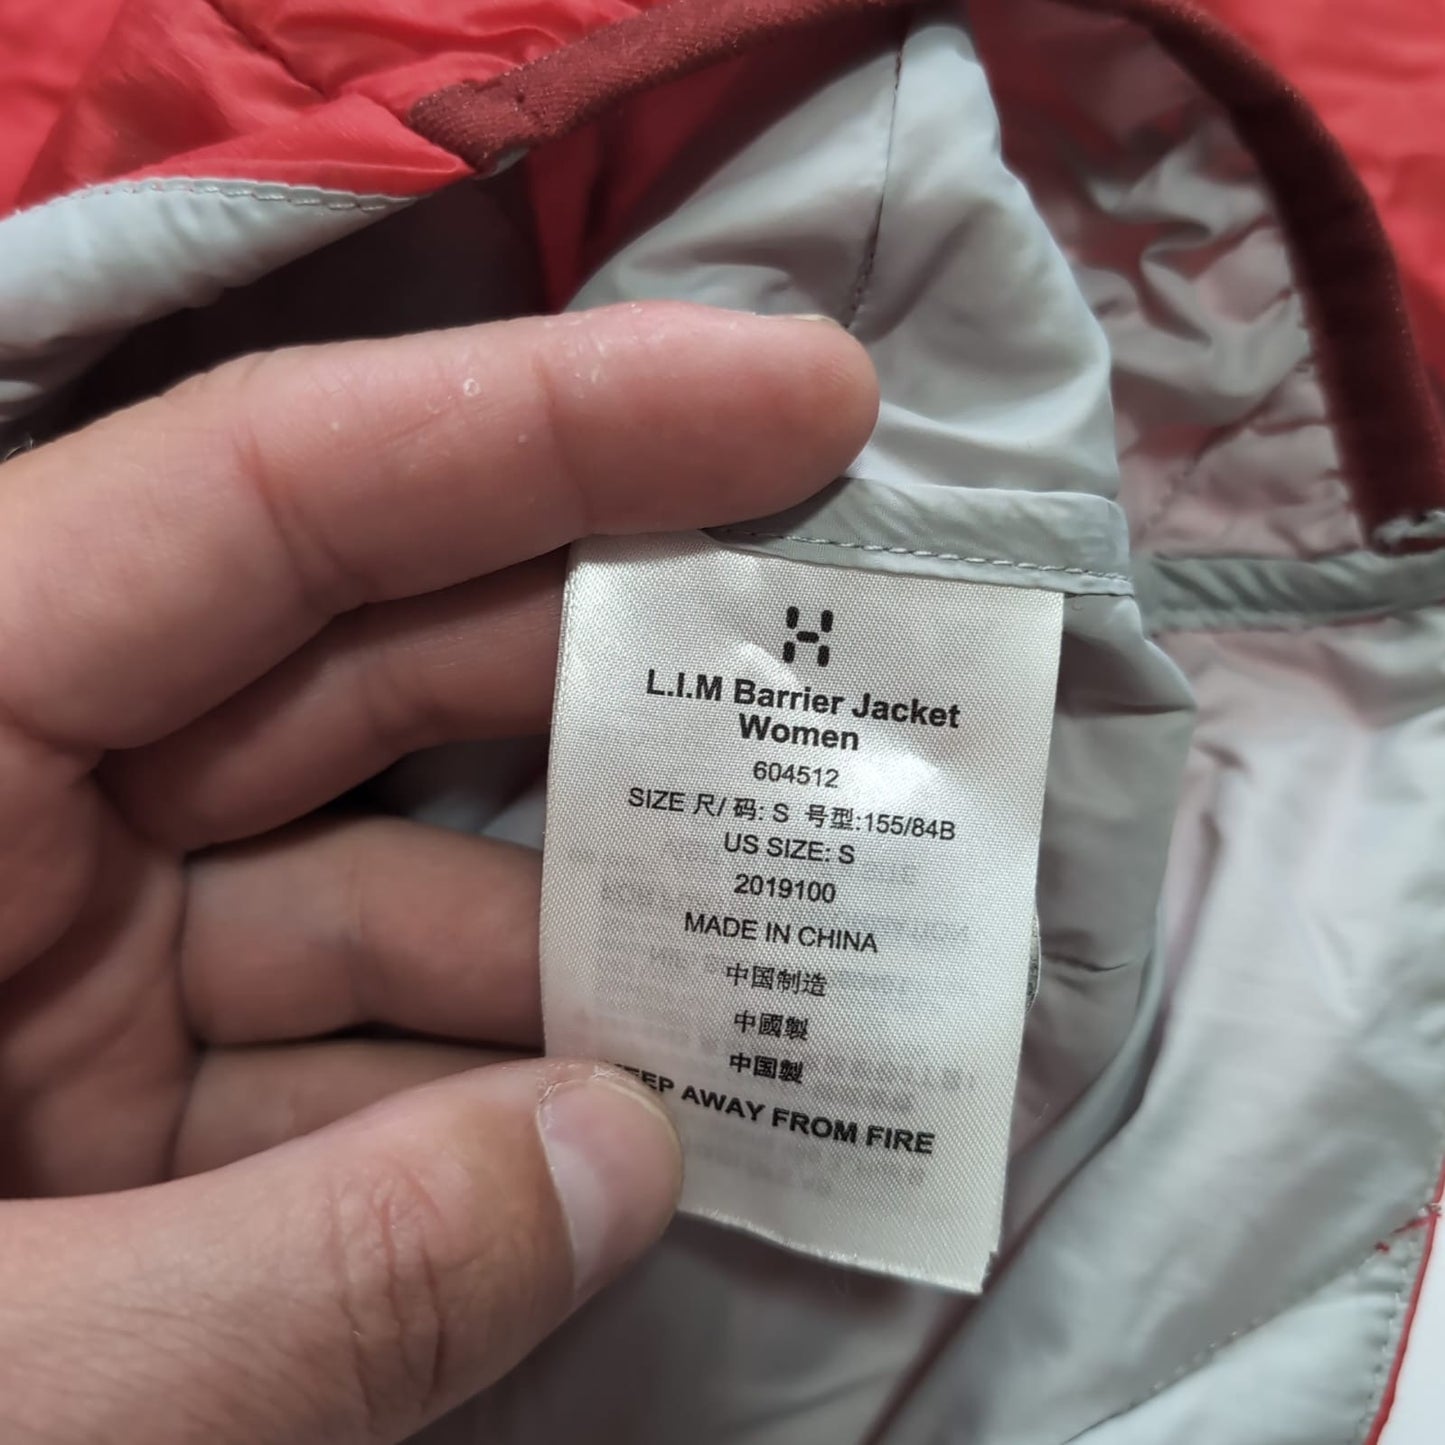 L.I.M Barrier Jacket
Women
604512
SIZE 尺/ 码: S 号型:155/84B
US SIZE: S
2019100
MADE IN CHINA
中国制造
中國製
中国製
AWAY FROM FIRE